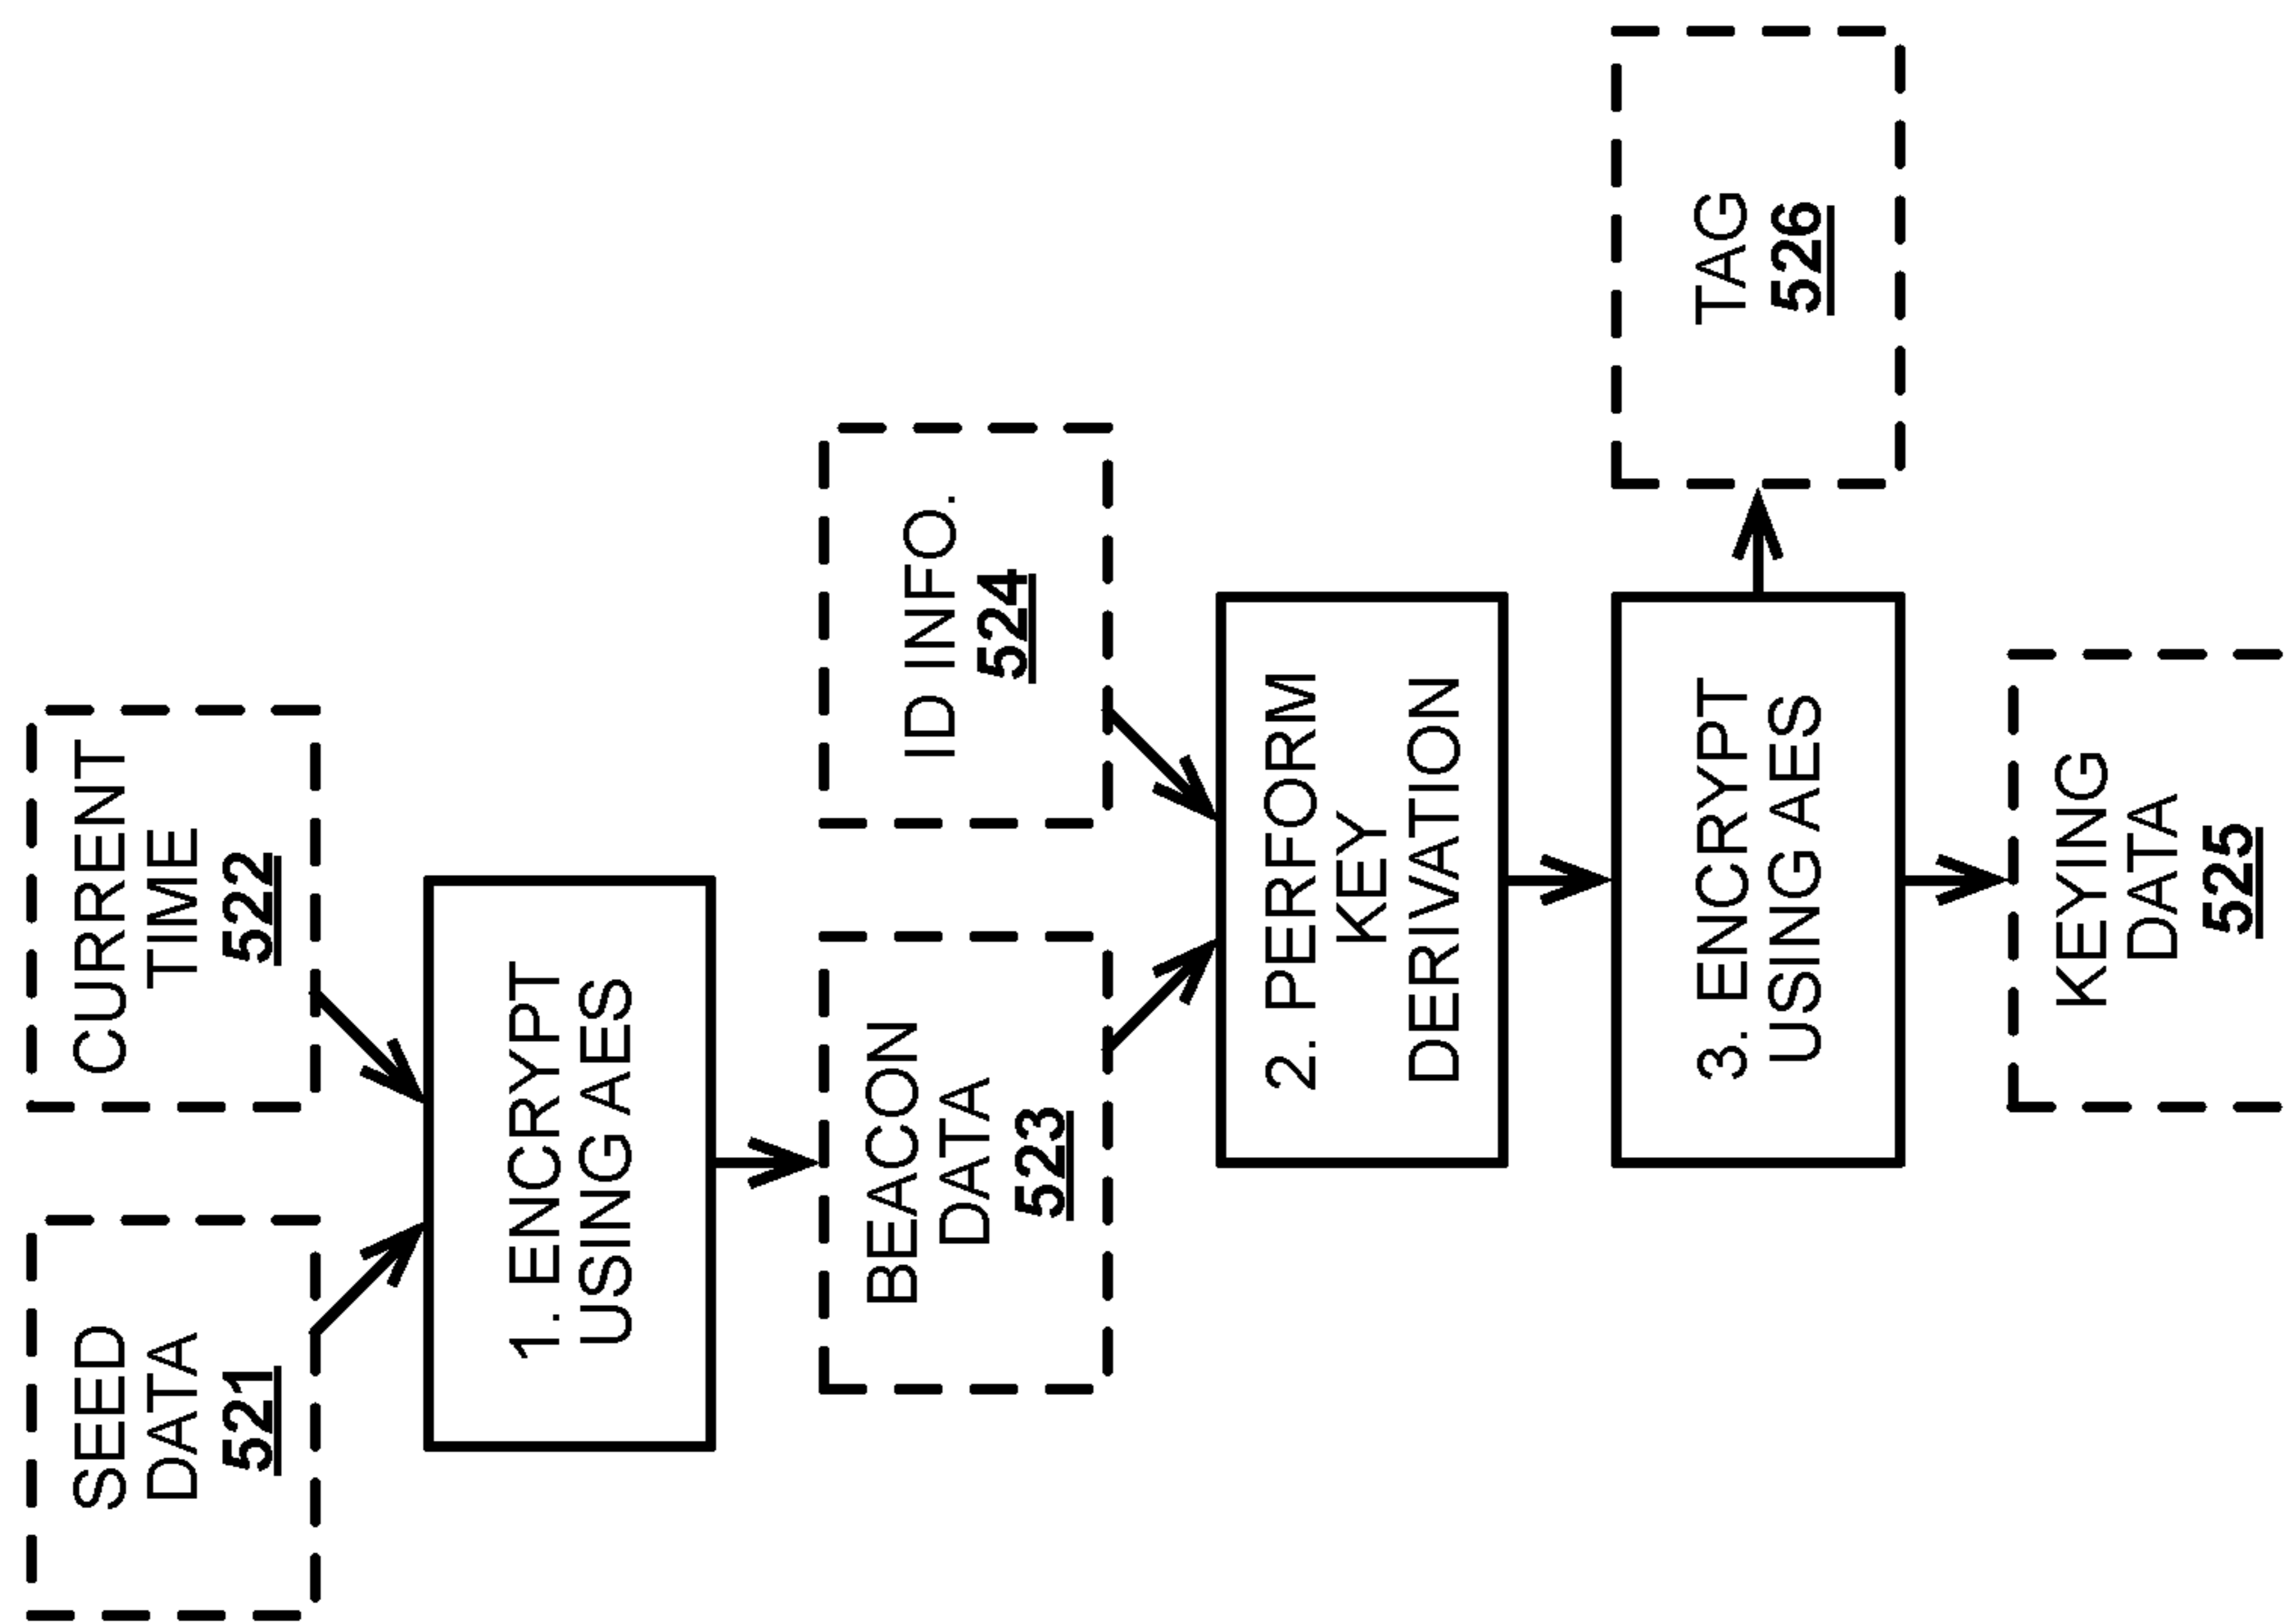 SEED
DATA
521
CURRENT
TIME
522
1. ENCRYPT
USING AES
BEACON
DATA
523
ID INFO.
524
2. PERFORM
KEY
DERIVATION
3. ENCRYPT
USING AES
TAG
526
KEYING
DATA
525